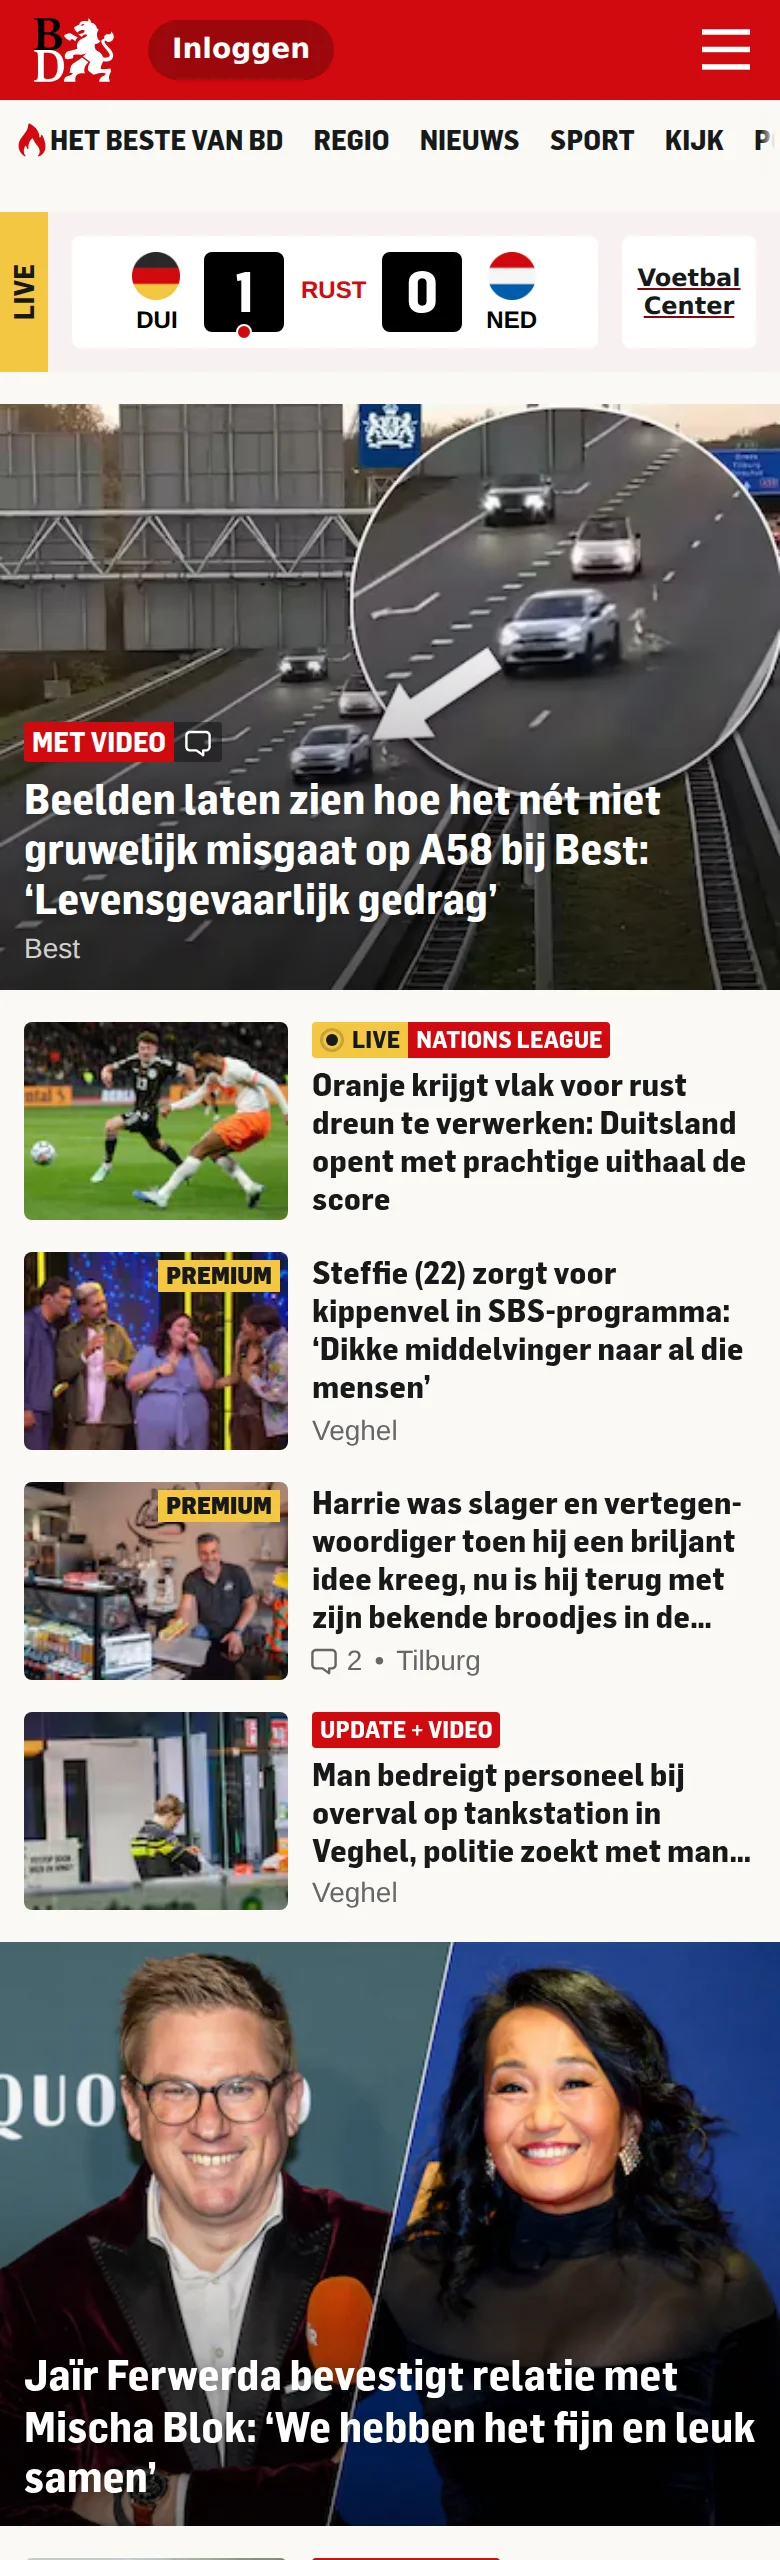 BD
Inloggen
HET BESTE VAN BD REGIO NIEUWS SPORT KIJK
LIVE
DUI 1 RUST 0 NED
Voetbal
Center
MET VIDEO
Beelden laten zien hoe het nét niet
gruwelijk misgaat op A58 bij Best:
‘Levensgevaarlijk gedrag’
Best
LIVE NATIONS LEAGUE
Oranje krijgt vlak voor rust
dreun te verwerken: Duitsland
opent met prachtige uithaal de
score
PREMIUM
Steffie (22) zorgt voor
kippenvel in SBS-programma:
‘Dikke middelvinger naar al die
mensen’
Veghel
PREMIUM
Harrie was slager en vertegen-
woordiger toen hij een briljant
idee kreeg, nu is hij terug met
zijn bekende broodjes in de...
2 • Tilburg
UPDATE + VIDEO
Man bedreigt personeel bij
overval op tankstation in
Veghel, politie zoekt met man...
Veghel
QUO
Jaïr Ferwerda bevestigt relatie met
Mischa Blok: ‘We hebben het fijn en leuk
samen’